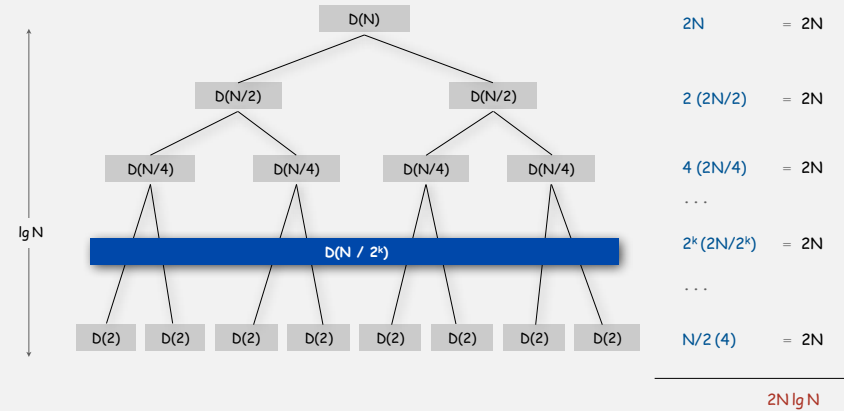 D(N) 2N = 2N
D(N/2) D(N/2) 2 (2N/2) = 2N
D(N/4) D(N/4) D(N/4) D(N/4) 4 (2N/4) = 2N
...
lg N
D(N / 2ᵏ) 2ᵏ (2N/2ᵏ) = 2N
...
D(2) D(2) D(2) D(2) D(2) D(2) D(2) D(2) N/2 (4) = 2N
2N lg N